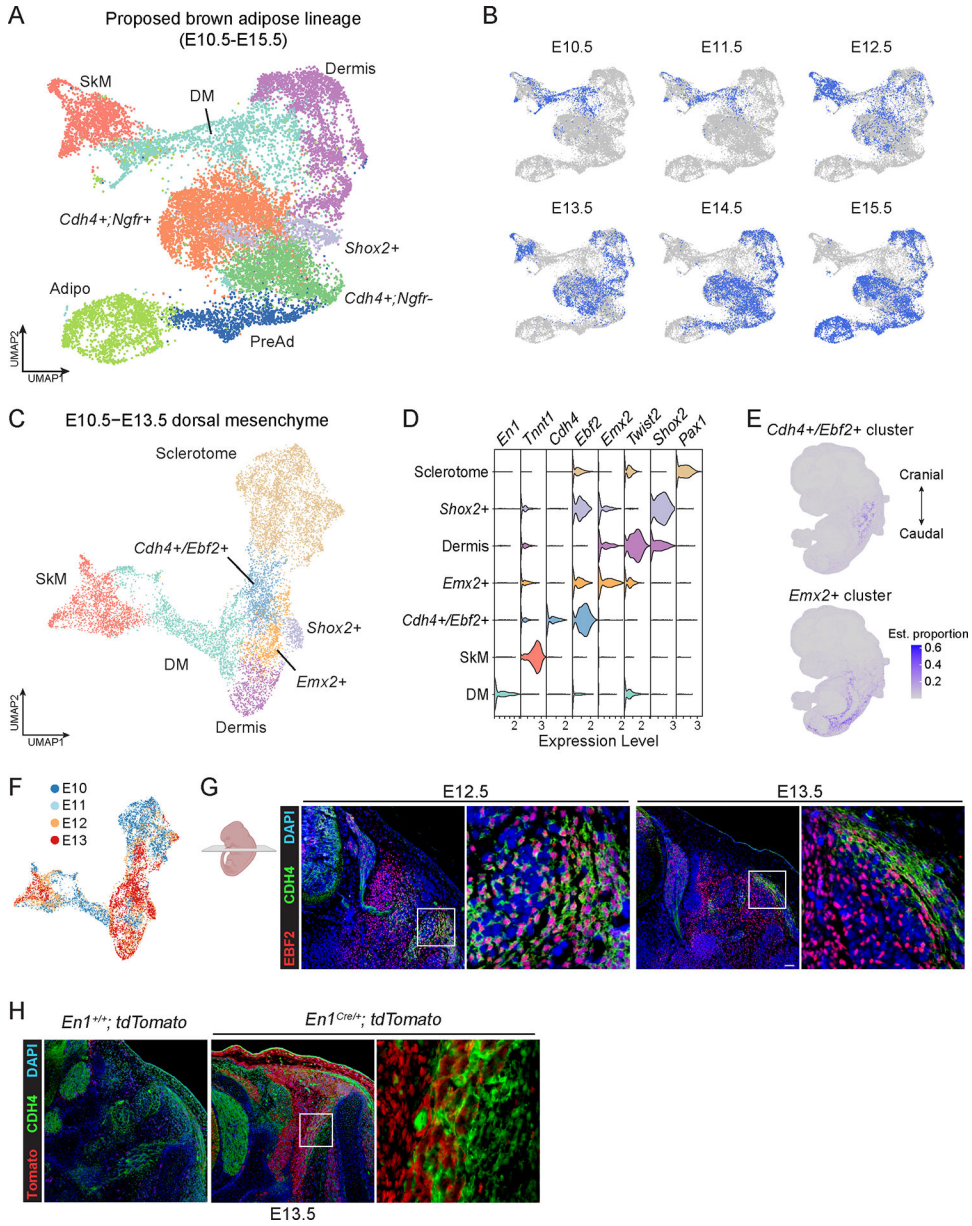 A
Proposed brown adipose lineage
(E10.5-E15.5)
SkM
DM
Dermis
Cdh4+;Ngfr+
Shox2+
Cdh4+;Ngfr-
Adipo
PreAd
UMAP2
UMAP1
B
E10.5
E11.5
E12.5
E13.5
E14.5
E15.5
C
E10.5−E13.5 dorsal mesenchyme
Sclerotome
Cdh4+/Ebf2+
SkM
Shox2+
DM
Emx2+
Dermis
UMAP2
UMAP1
D
En1
Tnnt1
Cdh4
Ebf2
Emx2
Twist2
Shox2
Pax1
Sclerotome
Shox2+
Dermis
Emx2+
Cdh4+/Ebf2+
SkM
DM
2 3 2 2 2 2 3 3
Expression Level
E
Cdh4+/Ebf2+ cluster
Cranial
Caudal
Emx2+ cluster
Est. proportion
0.6
0.4
0.2
F
E10
E11
E12
E13
G
E12.5
E13.5
EBF2 CDH4 DAPI
H
En1+/+; tdTomato
En1Cre/+; tdTomato
Tomato CDH4 DAPI
E13.5